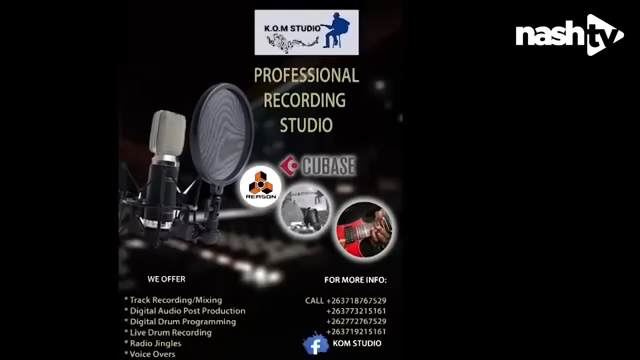 K.O.M STUDIO
nashtv
PROFESSIONAL
RECORDING
STUDIO
CUBASE
REASON
WE OFFER
* Track Recording/Mixing
* Digital Audio Post Production
* Digital Drum Programming
* Live Drum Recording
* Radio Jingles
* Voice Overs
FOR MORE INFO:
CALL +263718767529
+263773215161
+262772767529
+263719215161
f KOM STUDIO